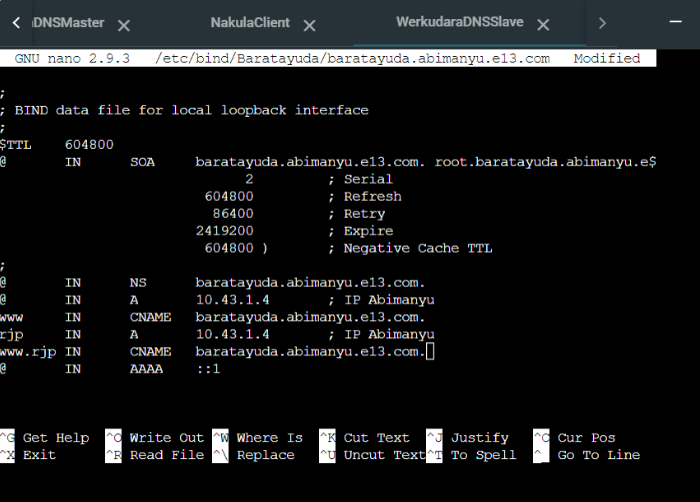 DNSMaster × NakulaClient × WerkudaraDNSSlave ×
GNU nano 2.9.3 /etc/bind/Baratayuda/baratayuda.abimanyu.e13.com Modified
;
; BIND data file for local loopback interface
;
$TTL 604800
@ IN SOA baratayuda.abimanyu.e13.com. root.baratayuda.abimanyu.e$
2 ; Serial
604800 ; Refresh
86400 ; Retry
2419200 ; Expire
604800 ) ; Negative Cache TTL
;
@ IN NS baratayuda.abimanyu.e13.com.
@ IN A 10.43.1.4 ; IP Abimanyu
www IN CNAME baratayuda.abimanyu.e13.com.
rjp IN A 10.43.1.4 ; IP Abimanyu
www.rjp IN CNAME baratayuda.abimanyu.e13.com.
@ IN AAAA ::1
^G Get Help ^O Write Out ^W Where Is ^K Cut Text ^J Justify ^C Cur Pos
^X Exit ^R Read File ^\ Replace ^U Uncut Text ^T To Spell ^_ Go To Line